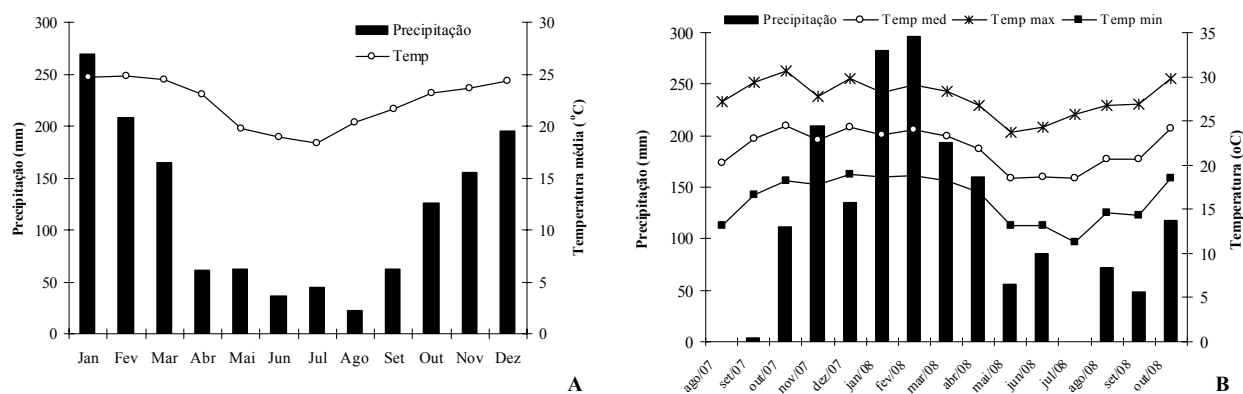 Precipitação
Temp
300
250
200
150
100
50
0
Precipitação (mm)
30
25
20
15
10
5
0
Temperatura média (°C)
Jan Fev Mar Abr Mai Jun Jul Ago Set Out Nov Dez
A
Precipitação Temp med Temp max Temp min
300
250
200
150
100
50
0
Precipitação (mm)
35
30
25
20
15
10
5
0
Temperatura (oC)
ago/07 set/07 out/07 nov/07 dez/07 jan/08 fev/08 mar/08 abr/08 mai/08 jun/08 jul/08 ago/08 set/08 out/08
B